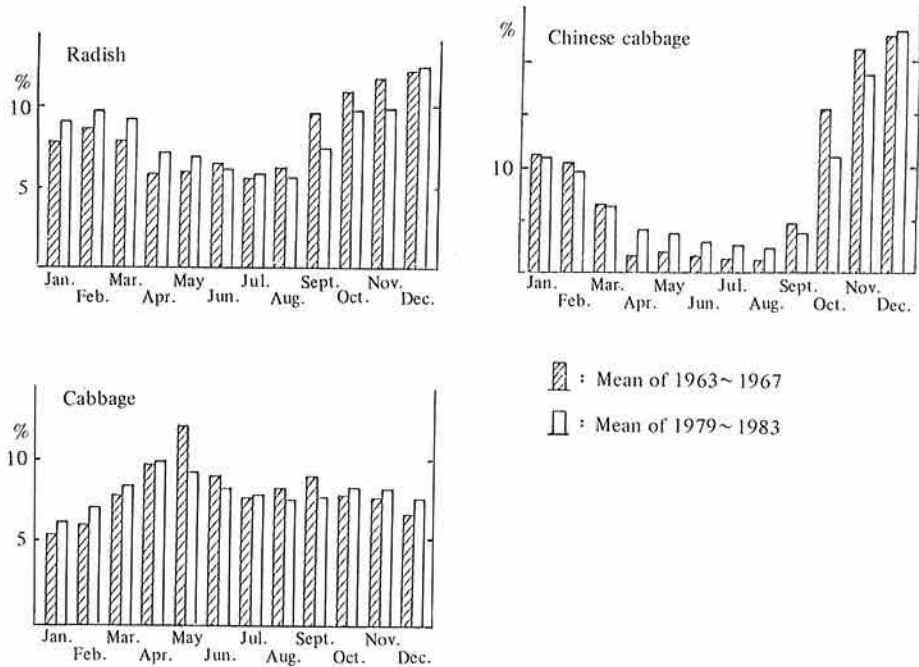 Radish
%
10
5
Jan. Mar. May Jul. Sept. Nov.
Feb. Apr. Jun. Aug. Oct. Dec.
Chinese cabbage
%
10
Jan. Mar. May Jul. Sept. Nov.
Feb. Apr. Jun. Aug. Oct. Dec.
Cabbage
%
10
5
Jan. Mar. May Jul. Sept. Nov.
Feb. Apr. Jun. Aug. Oct. Dec.
: Mean of 1963~1967
: Mean of 1979~1983